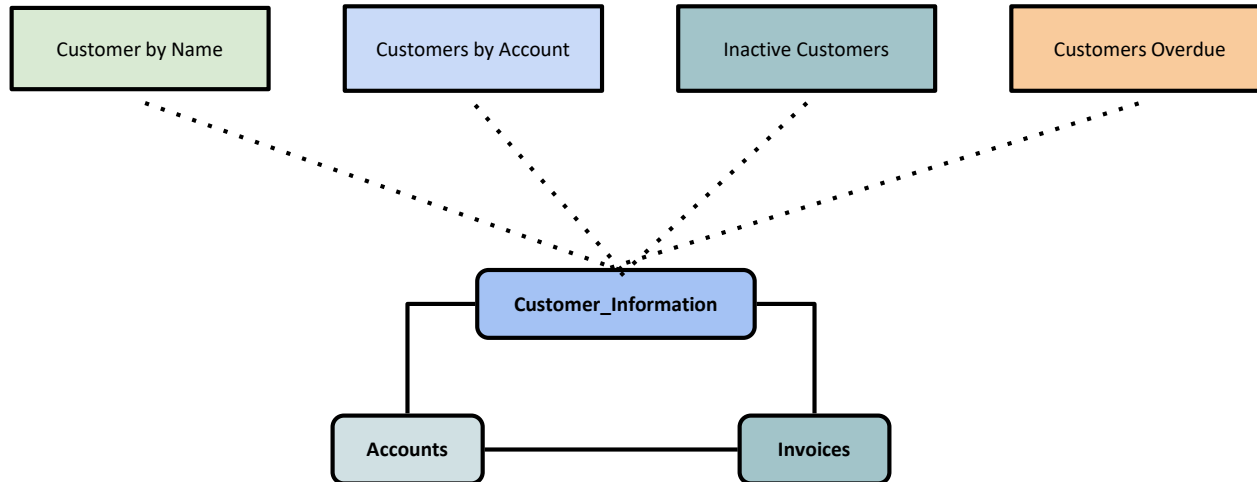 Customer by Name
Customers by Account
Inactive Customers
Customers Overdue
Customer_Information
Accounts
Invoices